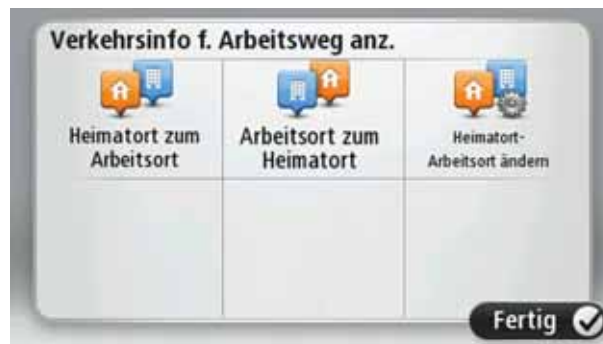 Verkehrsinfo f. Arbeitsweg anz.
Heimatort zum
Arbeitsort
Arbeitsort zum
Heimatort
Heimatort-
Arbeitsort ändern
Fertig